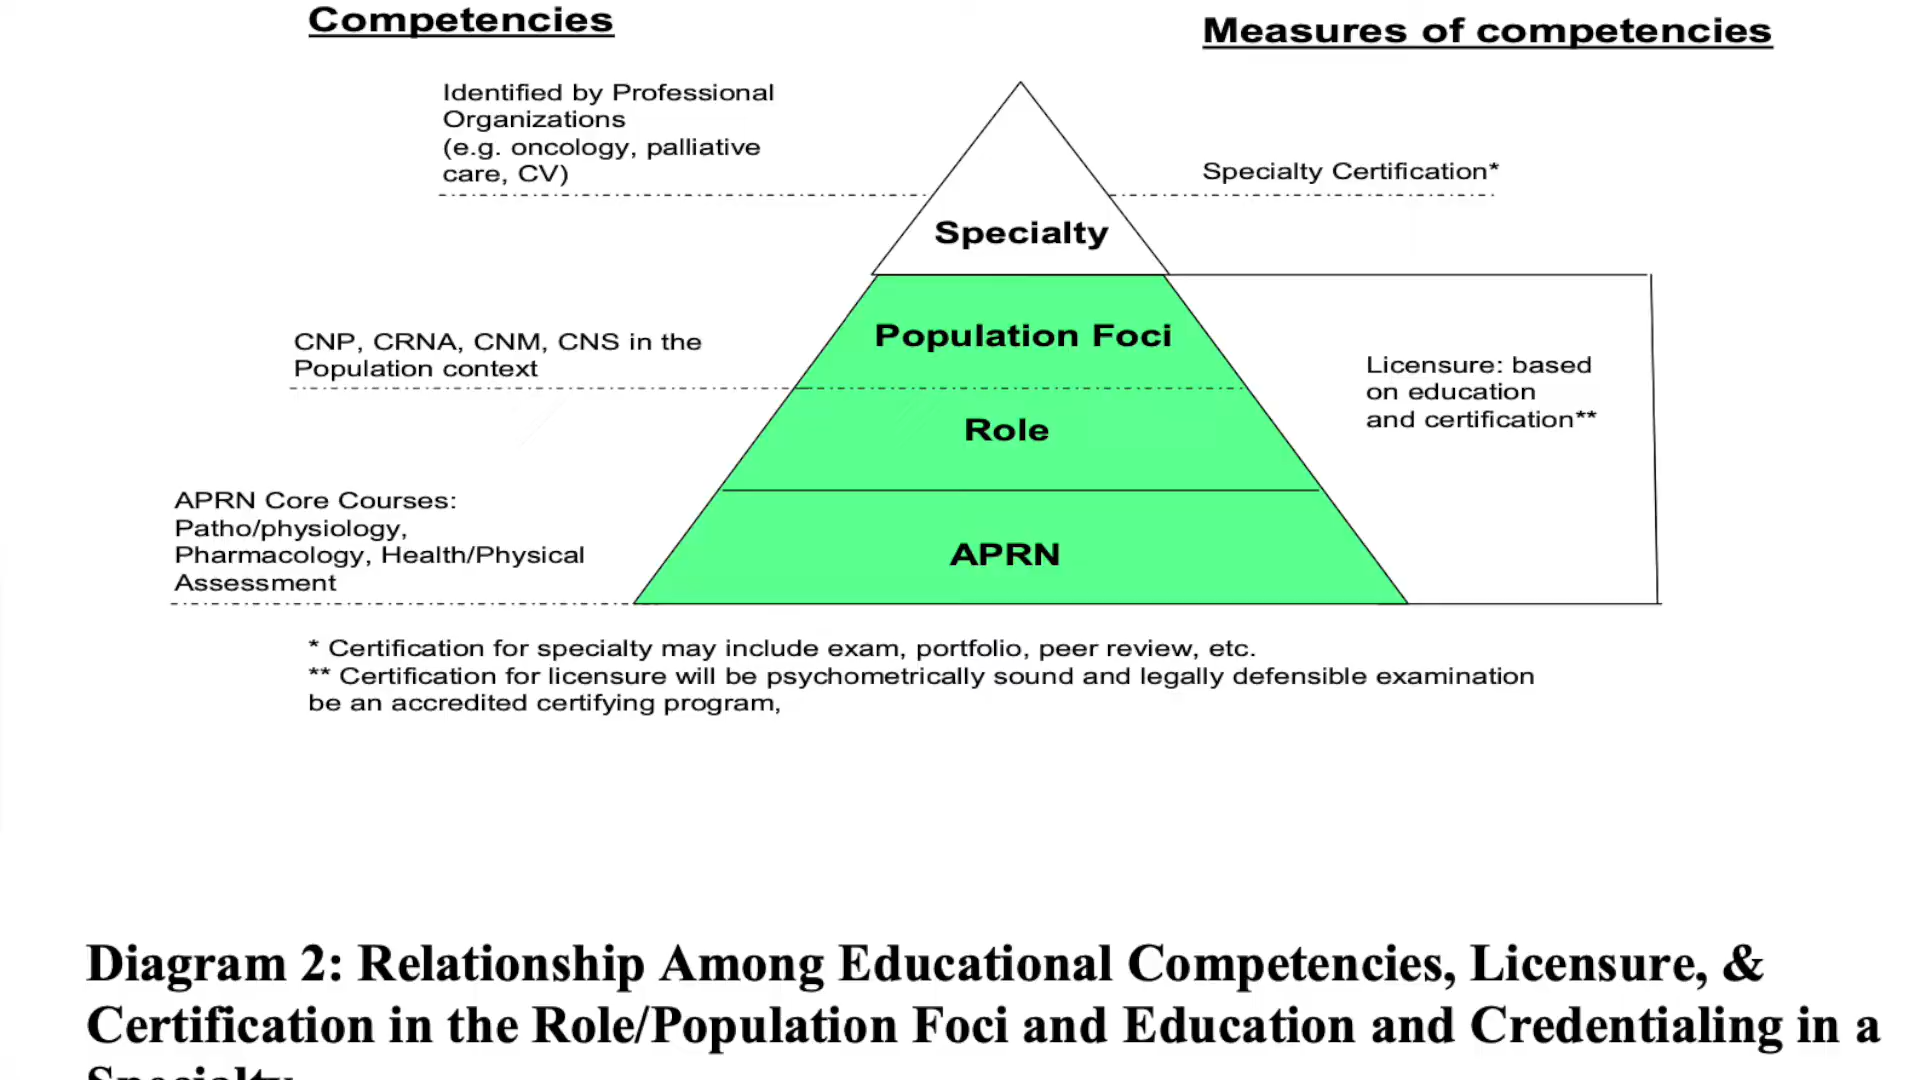 Competencies
Measures of competencies
Identified by Professional
Organizations
(e.g. oncology, palliative
care, CV)
Specialty Certification*
Specialty
CNP, CRNA, CNM, CNS in the
Population context
Population Foci
Licensure: based
on education
and certification**
Role
APRN Core Courses:
Patho/physiology,
Pharmacology, Health/Physical
Assessment
APRN
* Certification for specialty may include exam, portfolio, peer review, etc.
** Certification for licensure will be psychometrically sound and legally defensible examination
be an accredited certifying program,
Diagram 2: Relationship Among Educational Competencies, Licensure, &
Certification in the Role/Population Foci and Education and Credentialing in a
Specialty